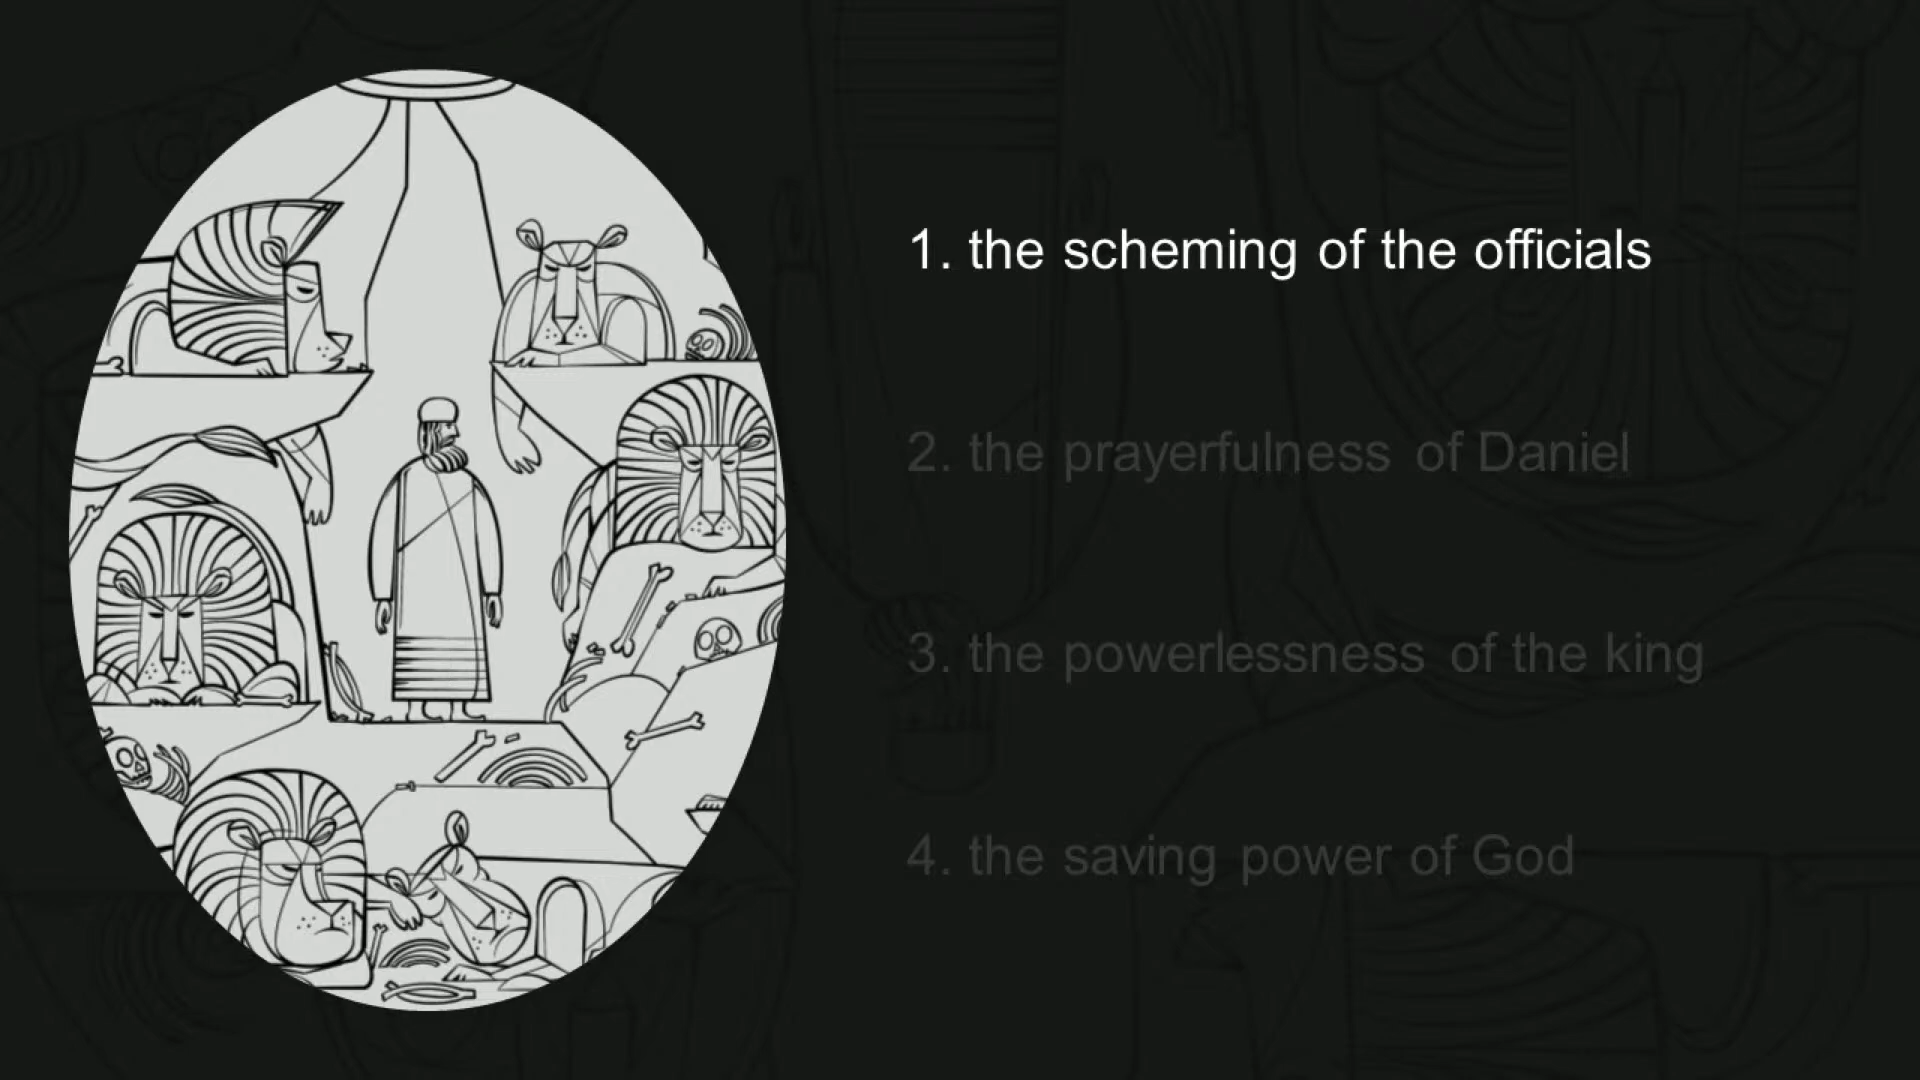 1. the scheming of the officials
2. the prayerfulness of Daniel
3. the powerlessness of the king
4. the saving power of God